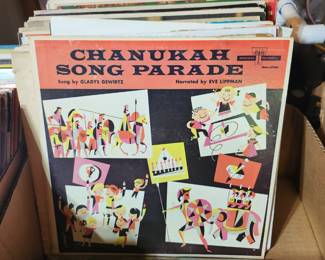 CHANUKAH
SONG PARADE
Sung by GLADYS GEWIRTZ
Narrated by EVE LIPPMAN